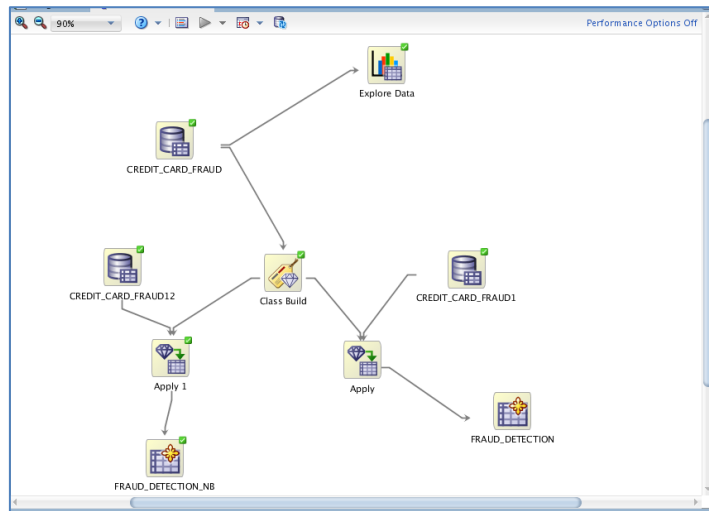 90%
Performance Options Off
Explore Data
CREDIT_CARD_FRAUD
CREDIT_CARD_FRAUD12
Class Build
CREDIT_CARD_FRAUD1
Apply 1
Apply
FRAUD_DETECTION
FRAUD_DETECTION_NB